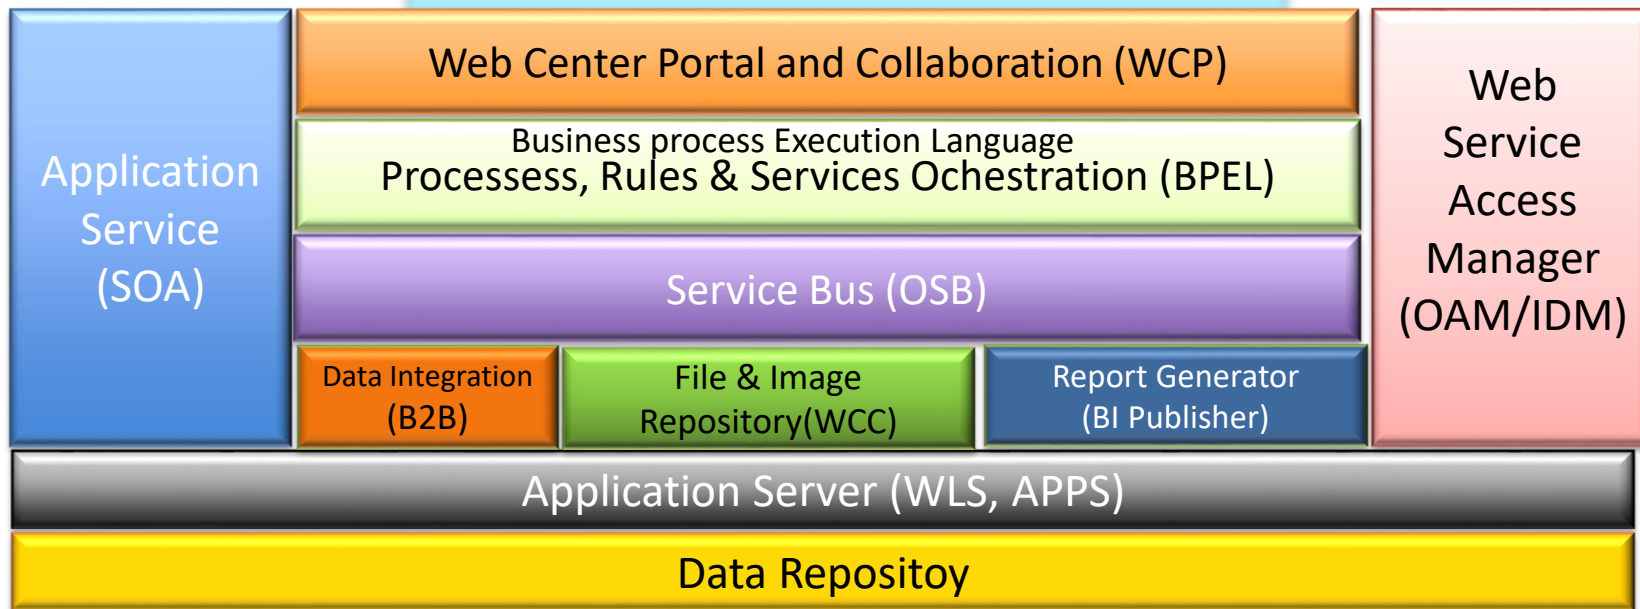 Application
Service
(SOA)
Web Center Portal and Collaboration (WCP)
Business process Execution Language
Processess, Rules & Services Ochestration (BPEL)
Service Bus (OSB)
Data Integration
(B2B)
File & Image
Repository(WCC)
Report Generator
(BI Publisher)
Web
Service
Access
Manager
(OAM/IDM)
Application Server (WLS, APPS)
Data Repositoy